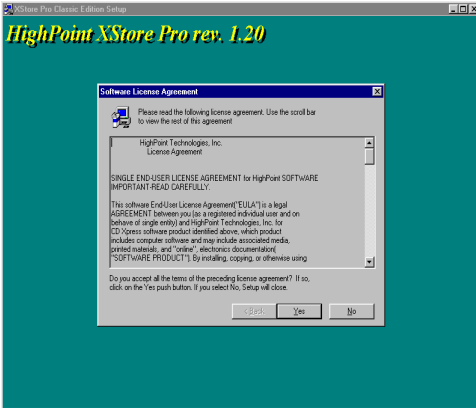 XStore Pro Classic Edition Setup
HighPoint XStore Pro rev. 1.20
Software License Agreement
Please read the following license agreement. Use the scroll bar
to view the rest of this agreement
HighPoint Technologies, Inc.
License Agreement
SINGLE END-USER LICENSE AGREEMENT for HighPoint SOFTWARE
IMPORTANT-READ CAREFULLY.
This software End-User License Agreement("EULA") is a legal
AGREEMENT between you (as a registered individual user and on
behave of single entity) and HighPoint Technologies, Inc. for
CD Xpress software product identified above, which product
includes computer software and may include associated media,
printed materials, and "online", electronics documentation(
"SOFTWARE PRODUCT"). By installing, copying, or otherwise using
Do you accept all the terms of the preceding license agreement? If so,
click on the Yes push button. If you select No, Setup will close.
< Back
Yes
No